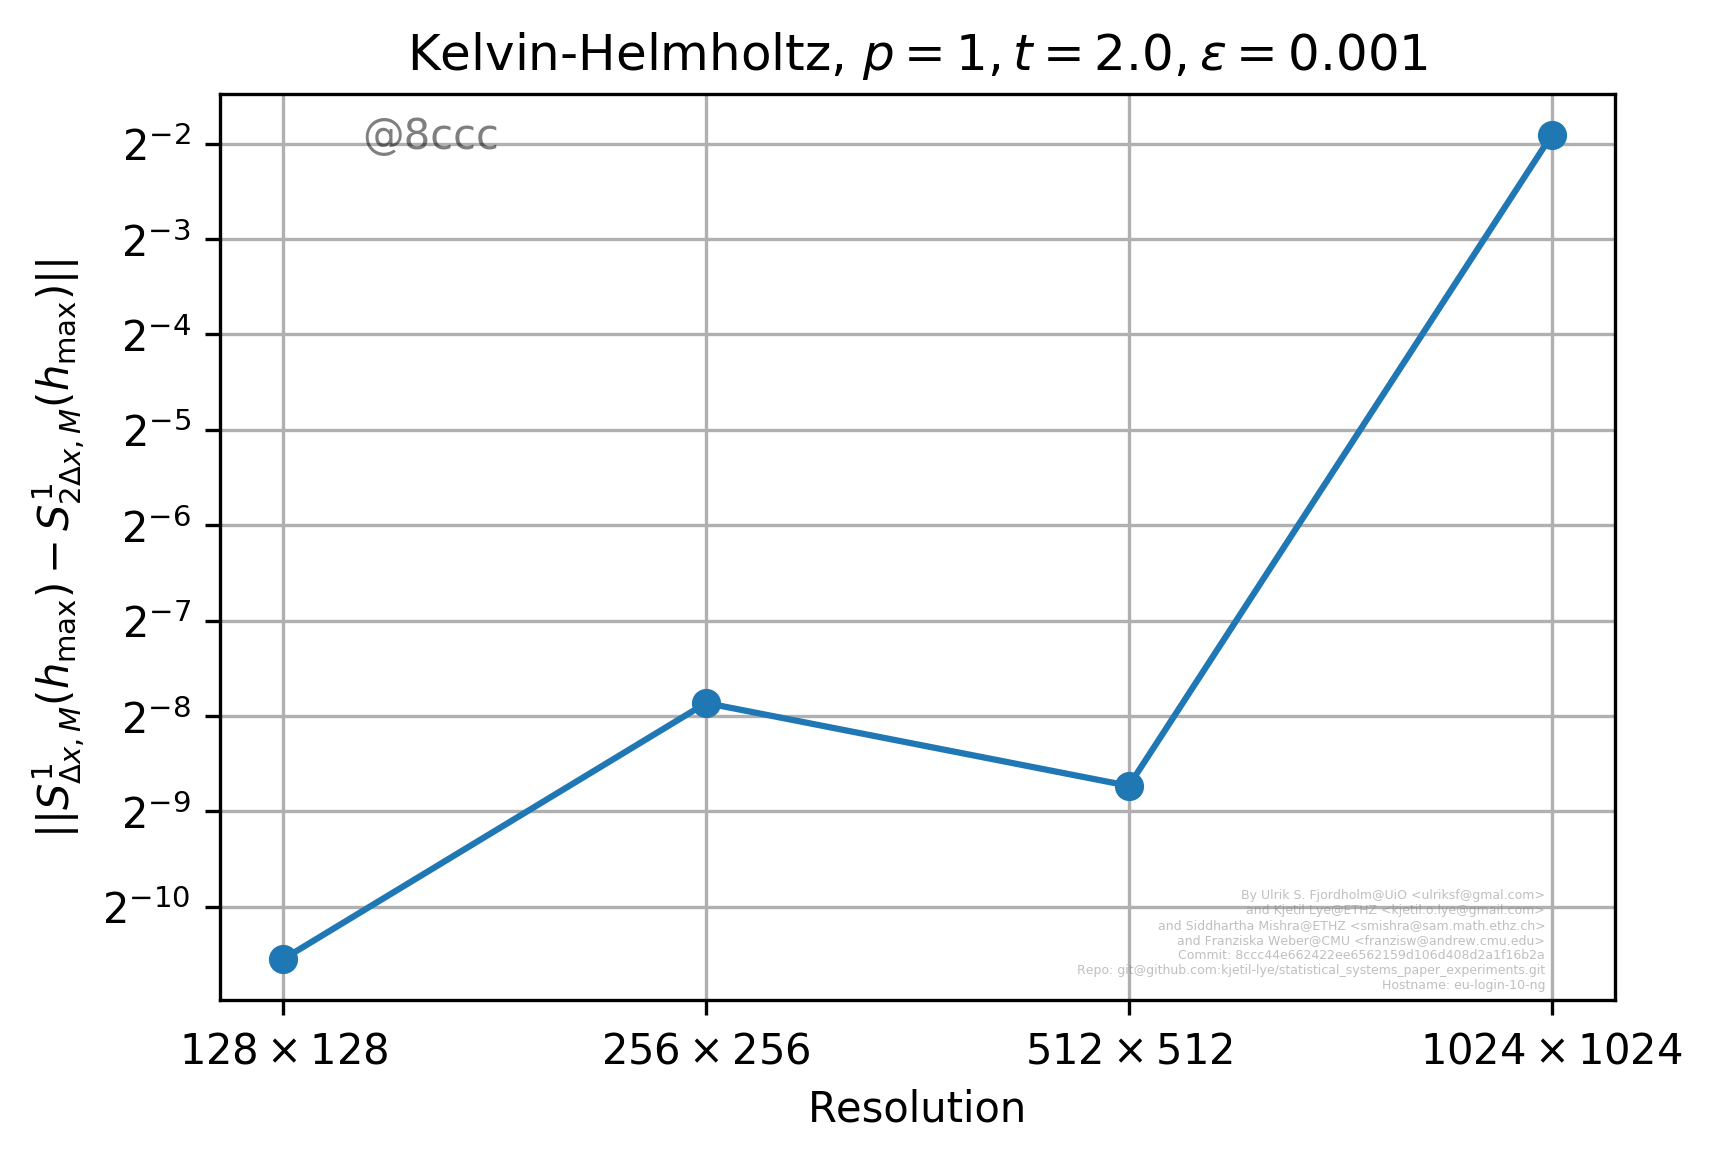 Kelvin-Helmholtz, p = 1, t = 2.0, ε = 0.001
@8ccc
2⁻²
2⁻³
2⁻⁴
2⁻⁵
2⁻⁶
2⁻⁷
2⁻⁸
2⁻⁹
2⁻¹⁰
||S¹_{Δx, M}(h_max) − S¹_{2Δx, M}(h_max)||
By Ulrik S. Fjordholm@UiO <ulriksf@gmal.com>
and Kjetil Lye@ETHZ <kjetil.o.lye@gmail.com>
and Siddhartha Mishra@ETHZ <smishra@sam.math.ethz.ch>
and Franziska Weber@CMU <franzisw@andrew.cmu.edu>
Commit: 8ccc44e662422ee6562159d106d408d2a1f16b2a
Repo: git@github.com:kjetil-lye/statistical_systems_paper_experiments.git
Hostname: eu-login-10-ng
128 × 128 256 × 256 512 × 512 1024 × 1024
Resolution